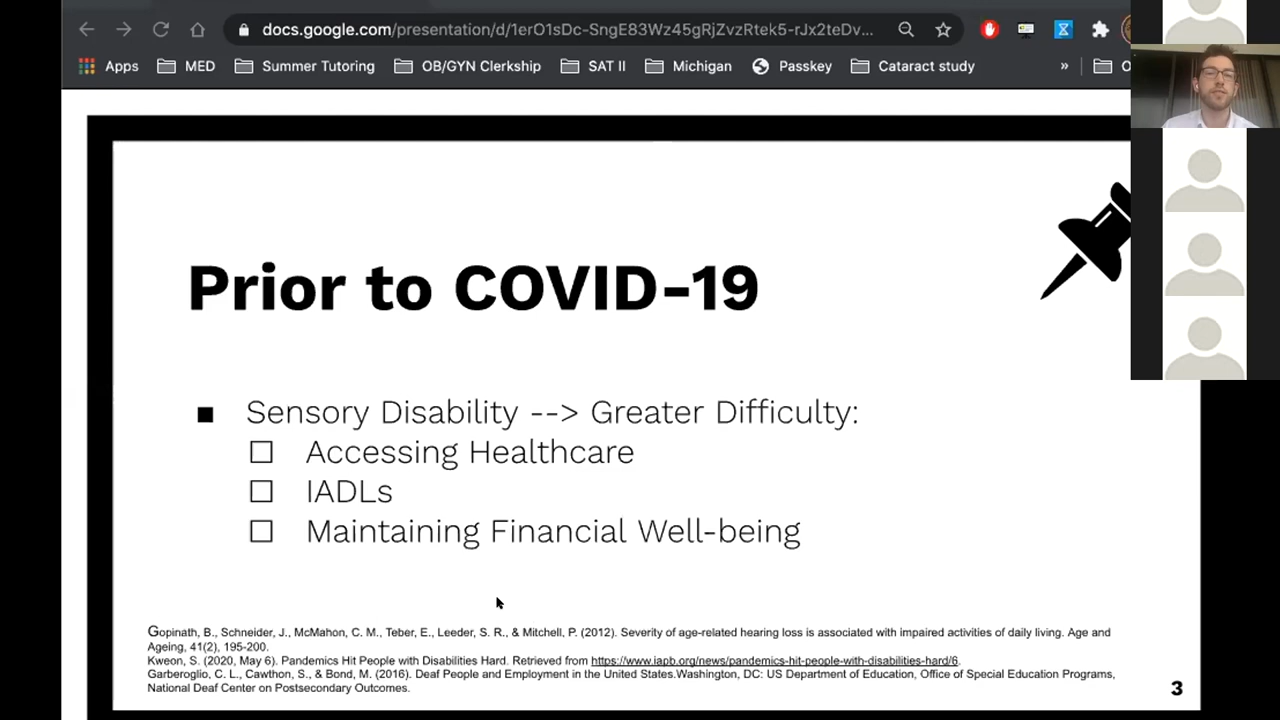 docs.google.com/presentation/d/1erO1sDc-SngE83Wz45gRjZvzRtek5-rJx2teDv...
Apps MED Summer Tutoring OB/GYN Clerkship SAT II Michigan Passkey Cataract study » O
Prior to COVID-19
■ Sensory Disability --> Greater Difficulty:
☐ Accessing Healthcare
☐ IADLs
☐ Maintaining Financial Well-being
Gopinath, B., Schneider, J., McMahon, C. M., Teber, E., Leeder, S. R., & Mitchell, P. (2012). Severity of age-related hearing loss is associated with impaired activities of daily living. Age and
Ageing, 41(2), 195-200.
Kweon, S. (2020, May 6). Pandemics Hit People with Disabilities Hard. Retrieved from https://www.iapb.org/news/pandemics-hit-people-with-disabilities-hard/6.
Garberoglio, C. L., Cawthon, S., & Bond, M. (2016). Deaf People and Employment in the United States.Washington, DC: US Department of Education, Office of Special Education Programs,
National Deaf Center on Postsecondary Outcomes.
3